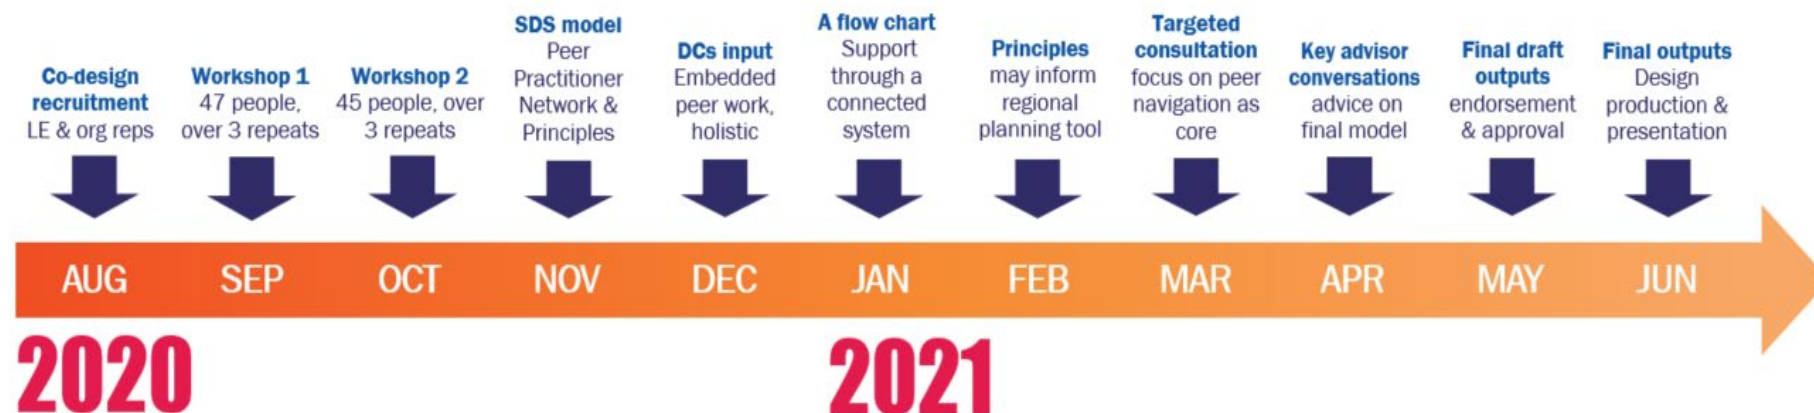 Co-design
recruitment
LE & org reps
Workshop 1
47 people,
over 3 repeats
Workshop 2
45 people, over
3 repeats
SDS model
Peer
Practitioner
Network &
Principles
DCs input
Embedded
peer work,
holistic
A flow chart
Support
through a
connected
system
Principles
may inform
regional
planning tool
Targeted
consultation
focus on peer
navigation as
core
Key advisor
conversations
advice on
final model
Final draft
outputs
endorsement
& approval
Final outputs
Design
production &
presentation
AUG
SEP
OCT
NOV
DEC
JAN
FEB
MAR
APR
MAY
JUN
2020
2021